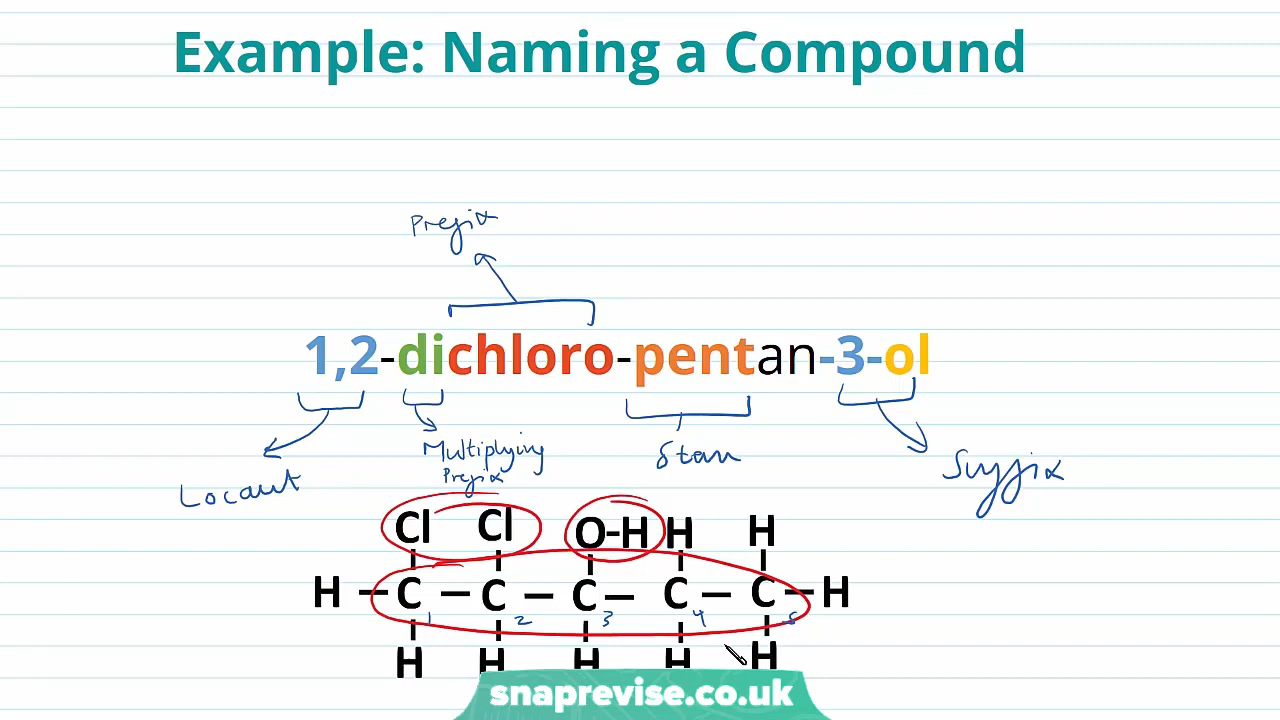 Example: Naming a Compound
Prefix
1,2-dichloro-pentan-3-ol
Locant
Multiplying
Prefix
Stem
Suffix
Cl Cl O-H H H
H – C – C – C – C – C – H
1 2 3 4 5
H H H H H
snaprevise.co.uk